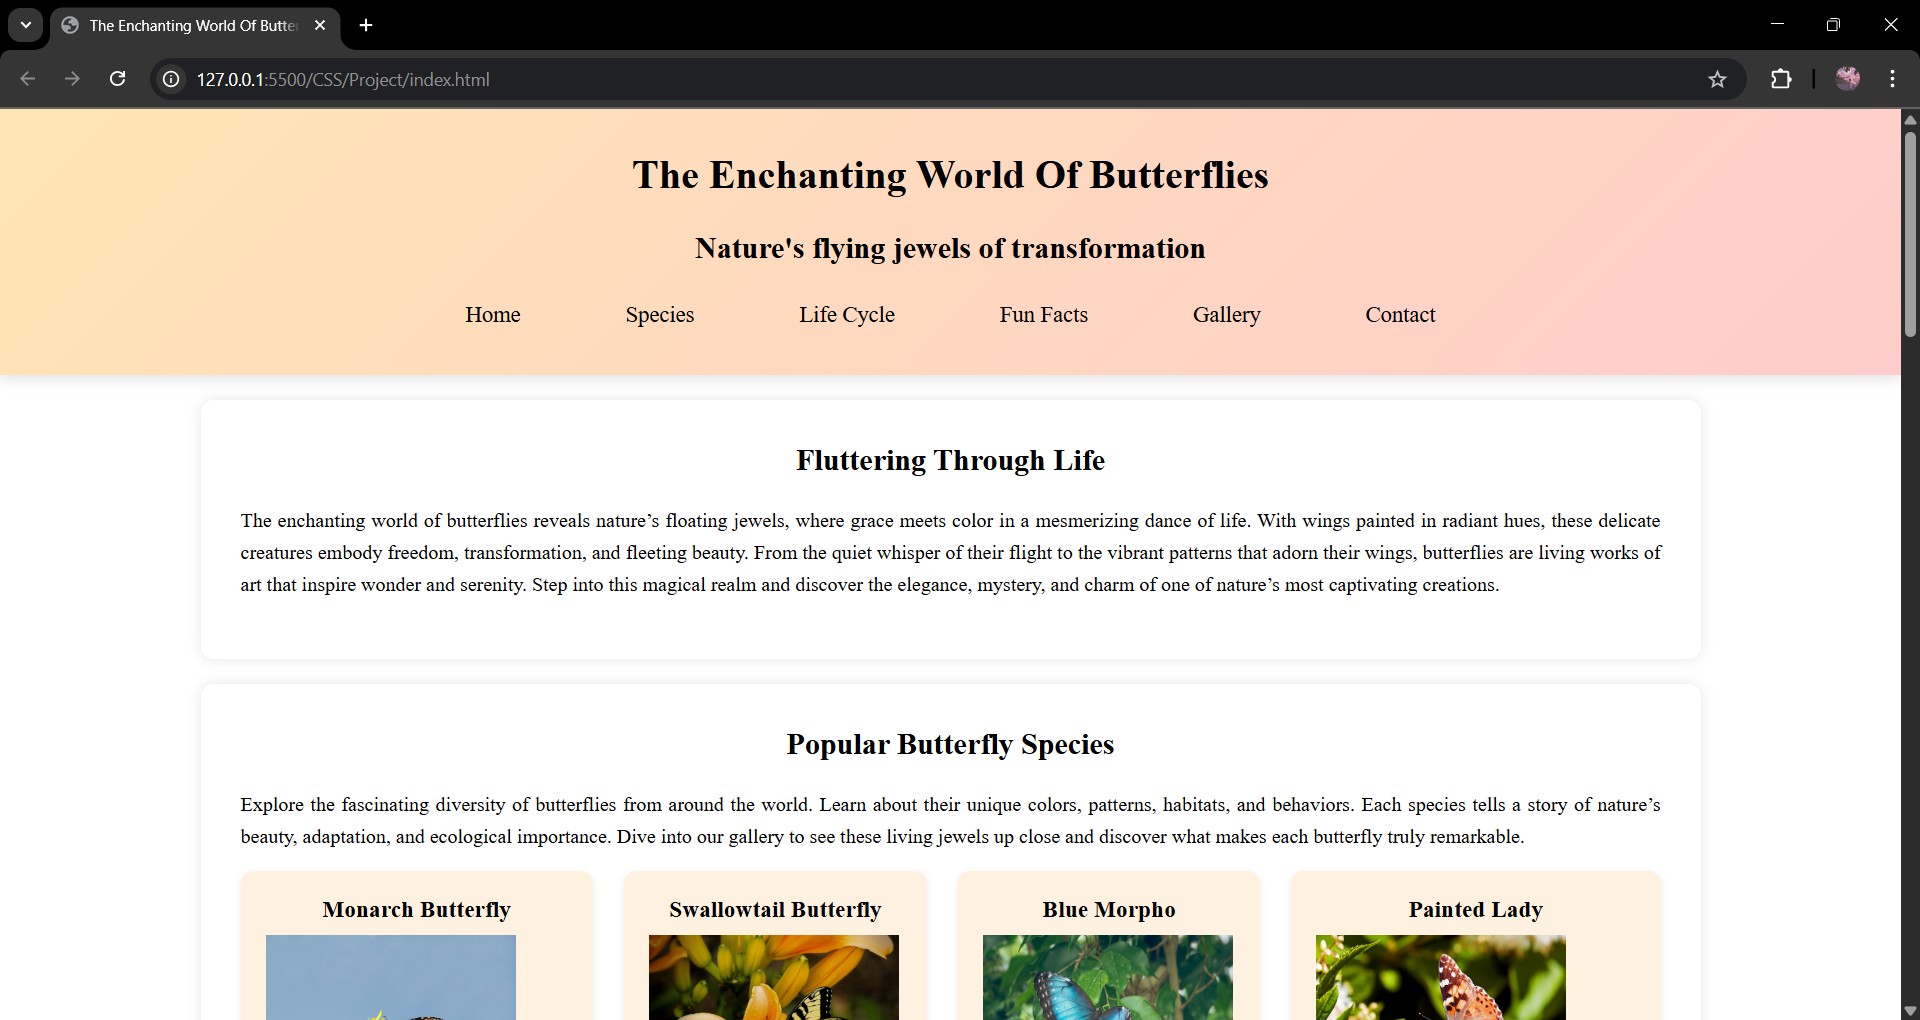 The Enchanting World Of Butte
127.0.0.1:5500/CSS/Project/index.html
The Enchanting World Of Butterflies
Nature's flying jewels of transformation
Home Species Life Cycle Fun Facts Gallery Contact
Fluttering Through Life
The enchanting world of butterflies reveals nature’s floating jewels, where grace meets color in a mesmerizing dance of life. With wings painted in radiant hues, these delicate
creatures embody freedom, transformation, and fleeting beauty. From the quiet whisper of their flight to the vibrant patterns that adorn their wings, butterflies are living works of
art that inspire wonder and serenity. Step into this magical realm and discover the elegance, mystery, and charm of one of nature’s most captivating creations.
Popular Butterfly Species
Explore the fascinating diversity of butterflies from around the world. Learn about their unique colors, patterns, habitats, and behaviors. Each species tells a story of nature’s
beauty, adaptation, and ecological importance. Dive into our gallery to see these living jewels up close and discover what makes each butterfly truly remarkable.
Monarch Butterfly Swallowtail Butterfly Blue Morpho Painted Lady